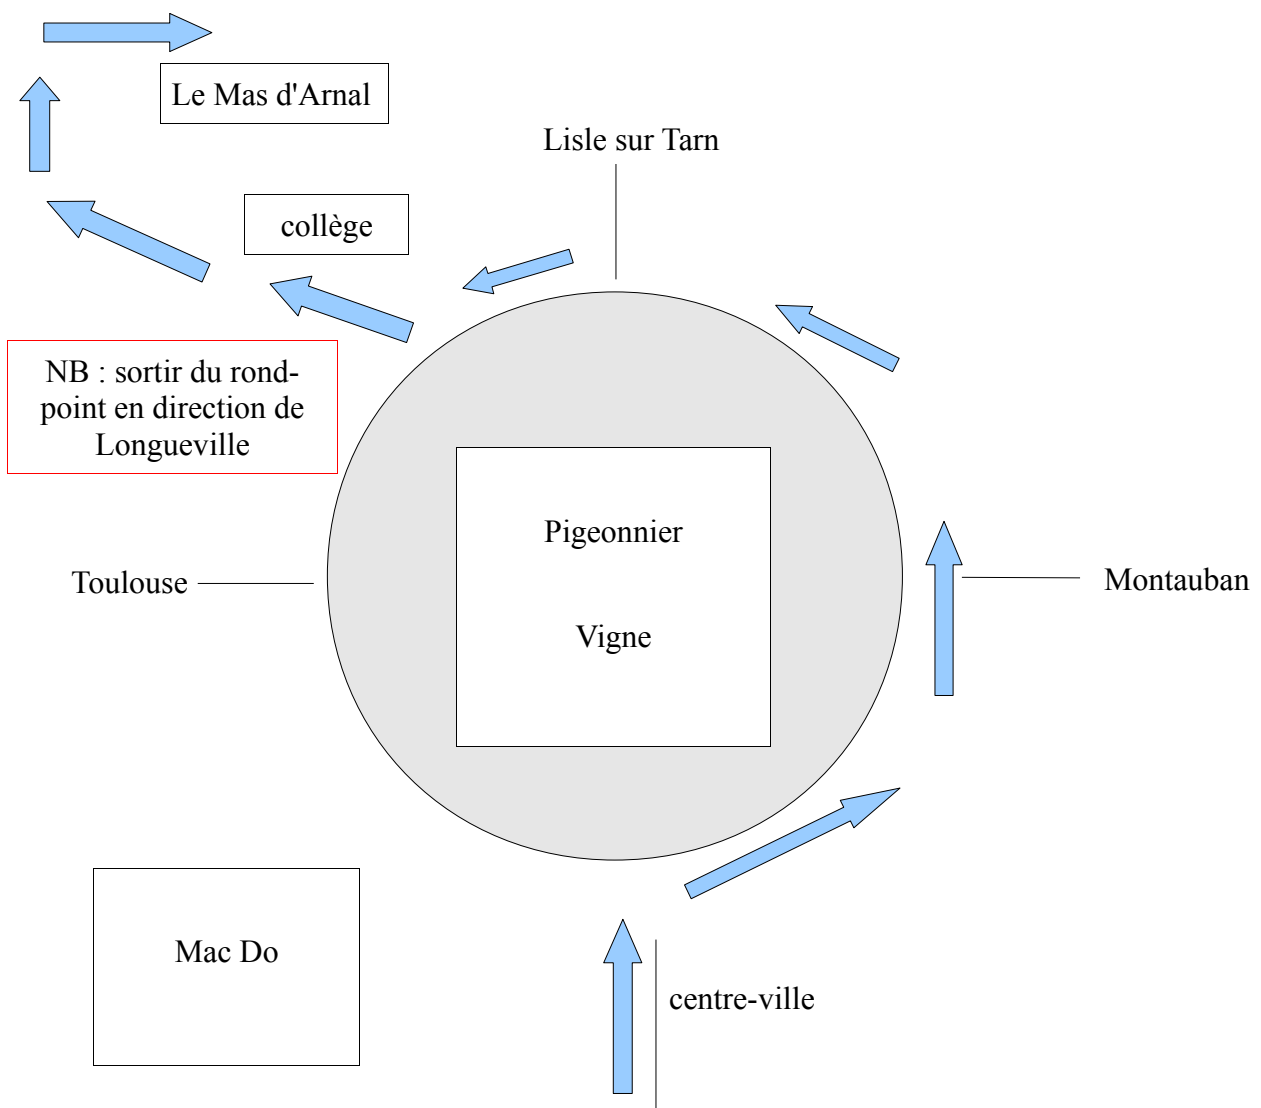 Le Mas d'Arnal
Lisle sur Tarn
collège
NB : sortir du rond-
point en direction de
Longueville
Pigeonnier
Toulouse
Montauban
Vigne
Mac Do
centre-ville